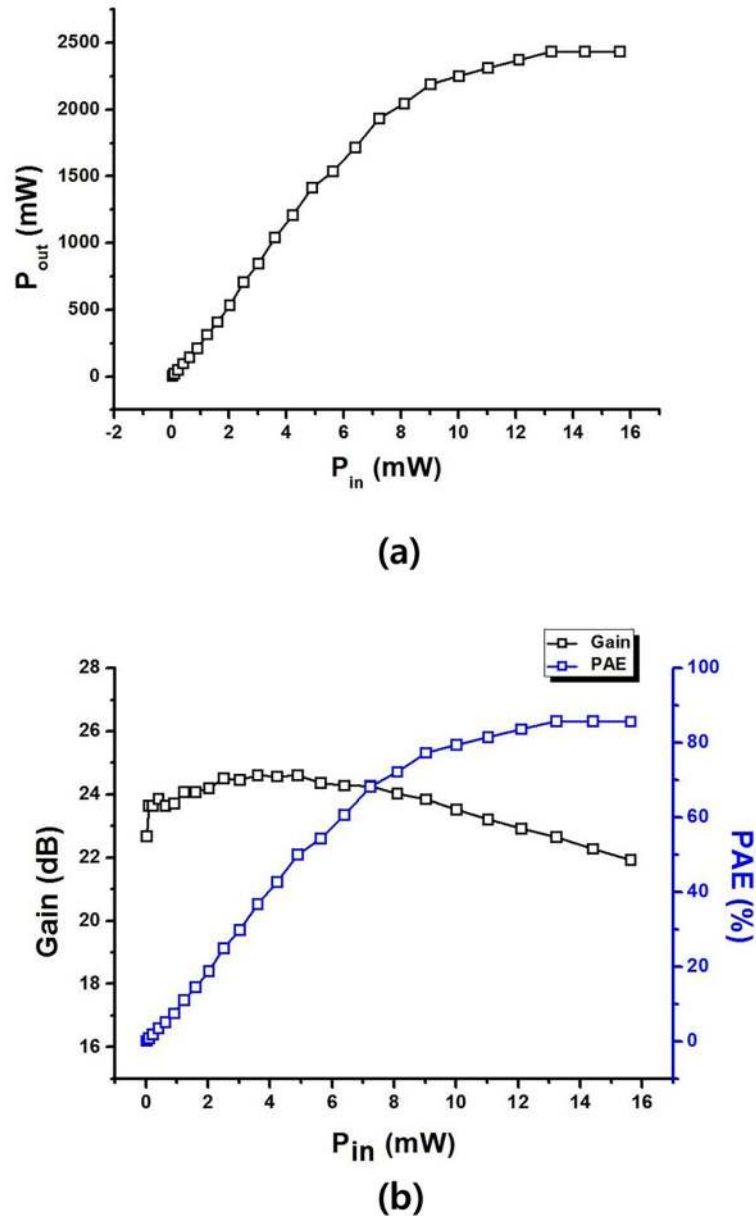 2500
2000
1500
1000
500
0
P_out (mW)
-2 0 2 4 6 8 10 12 14 16
P_in (mW)
(a)
Gain
PAE
28
26
24
22
20
18
16
Gain (dB)
100
80
60
40
20
0
PAE (%)
0 2 4 6 8 10 12 14 16
P_in (mW)
(b)